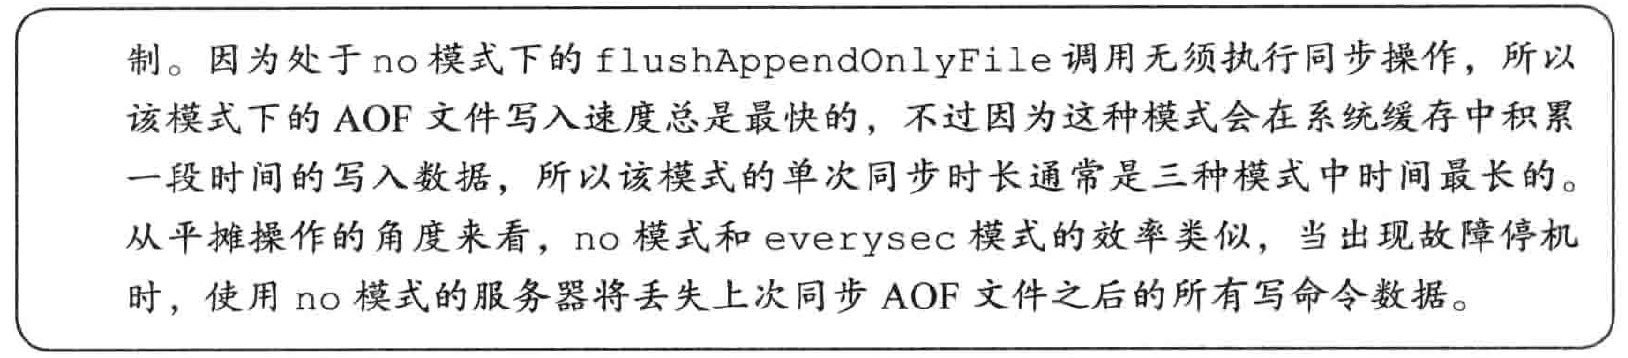 制。因为处于 no 模式下的 flushAppendOnlyFile 调用无须执行同步操作，所以
该模式下的 AOF 文件写入速度总是最快的，不过因为这种模式会在系统缓存中积累
一段时间的写入数据，所以该模式的单次同步时长通常是三种模式中时间最长的。
从平摊操作的角度来看，no 模式和 everysec 模式的效率类似，当出现故障停机
时，使用 no 模式的服务器将丢失上次同步 AOF 文件之后的所有写命令数据。